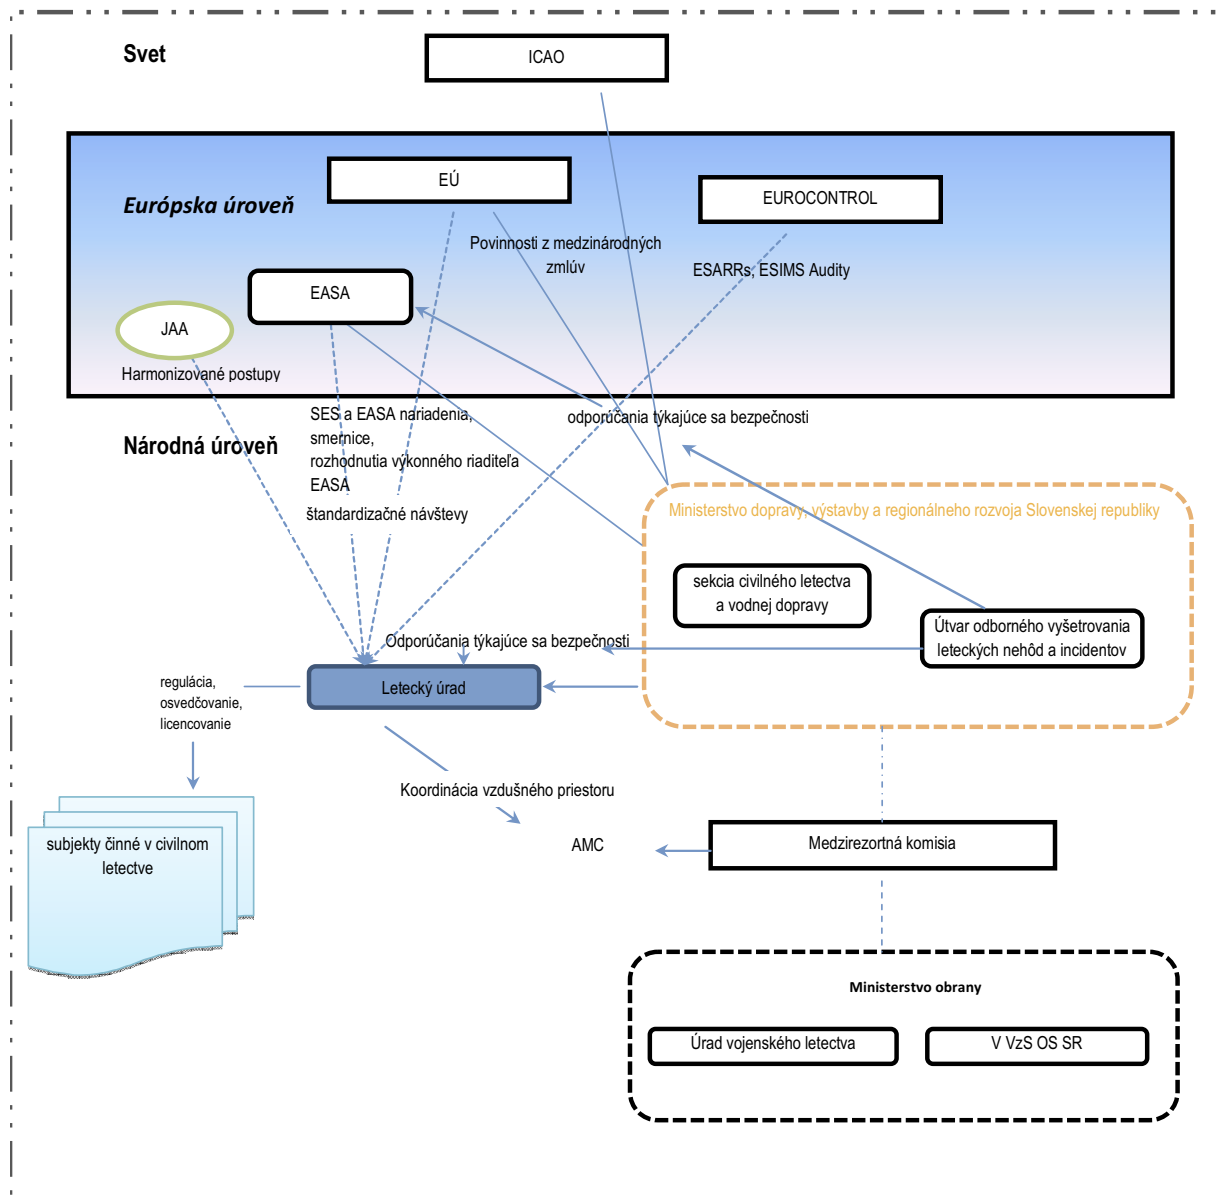 Svet
ICAO
EÚ
Európska úroveň
EUROCONTROL
Povinnosti z medzinárodných
zmlúv
ESARRs, ESIMS Audity
EASA
JAA
Harmonizované postupy
SES a EASA nariadenia,
smernice,
rozhodnutia výkonného riaditeľa
EASA
odporúčania týkajúce sa bezpečnosti
Národná úroveň
štandardizačné návštevy
Ministerstvo dopravy, výstavby a regionálneho rozvoja Slovenskej republiky
sekcia civilného letectva
a vodnej dopravy
Útvar odborného vyšetrovania
leteckých nehôd a incidentov
Odporúčania týkajúce sa bezpečnosti
Letecký úrad
regulácia,
osvedčovanie,
licencovanie
Koordinácia vzdušného priestoru
subjekty činné v civilnom
letectve
AMC
Medzirezortná komisia
Ministerstvo obrany
Úrad vojenského letectva
V VzS OS SR